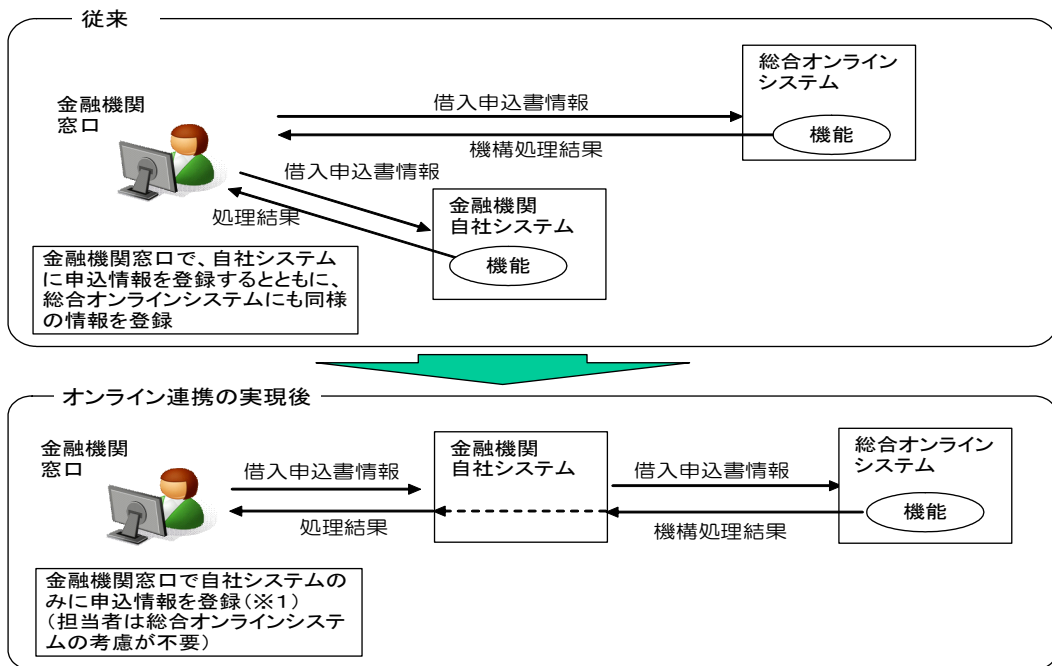 従来
総合オンライン
システム
機能
金融機関
窓口
借入申込書情報
機構処理結果
借入申込書情報
処理結果
金融機関
自社システム
機能
金融機関窓口で、自社システム
に申込情報を登録するとともに、
総合オンラインシステムにも同様
の情報を登録
オンライン連携の実現後
金融機関
窓口
借入申込書情報
処理結果
金融機関
自社システム
借入申込書情報
機構処理結果
総合オンライン
システム
機能
金融機関窓口で自社システムの
みに申込情報を登録(※1)
(担当者は総合オンラインシステ
ムの考慮が不要)